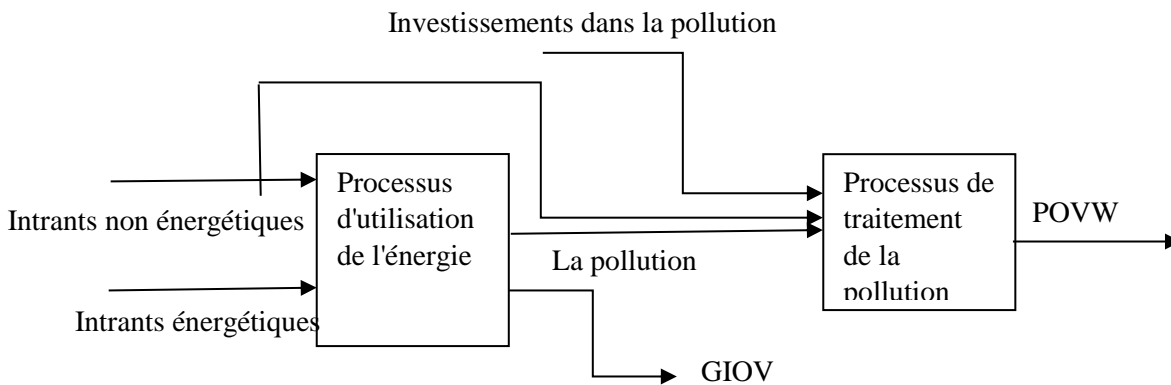 Investissements dans la pollution
Processus
d'utilisation
de l'énergie
Processus de
traitement
de la
pollution
POVW
Intrants non énergétiques
La pollution
Intrants énergétiques
GIOV